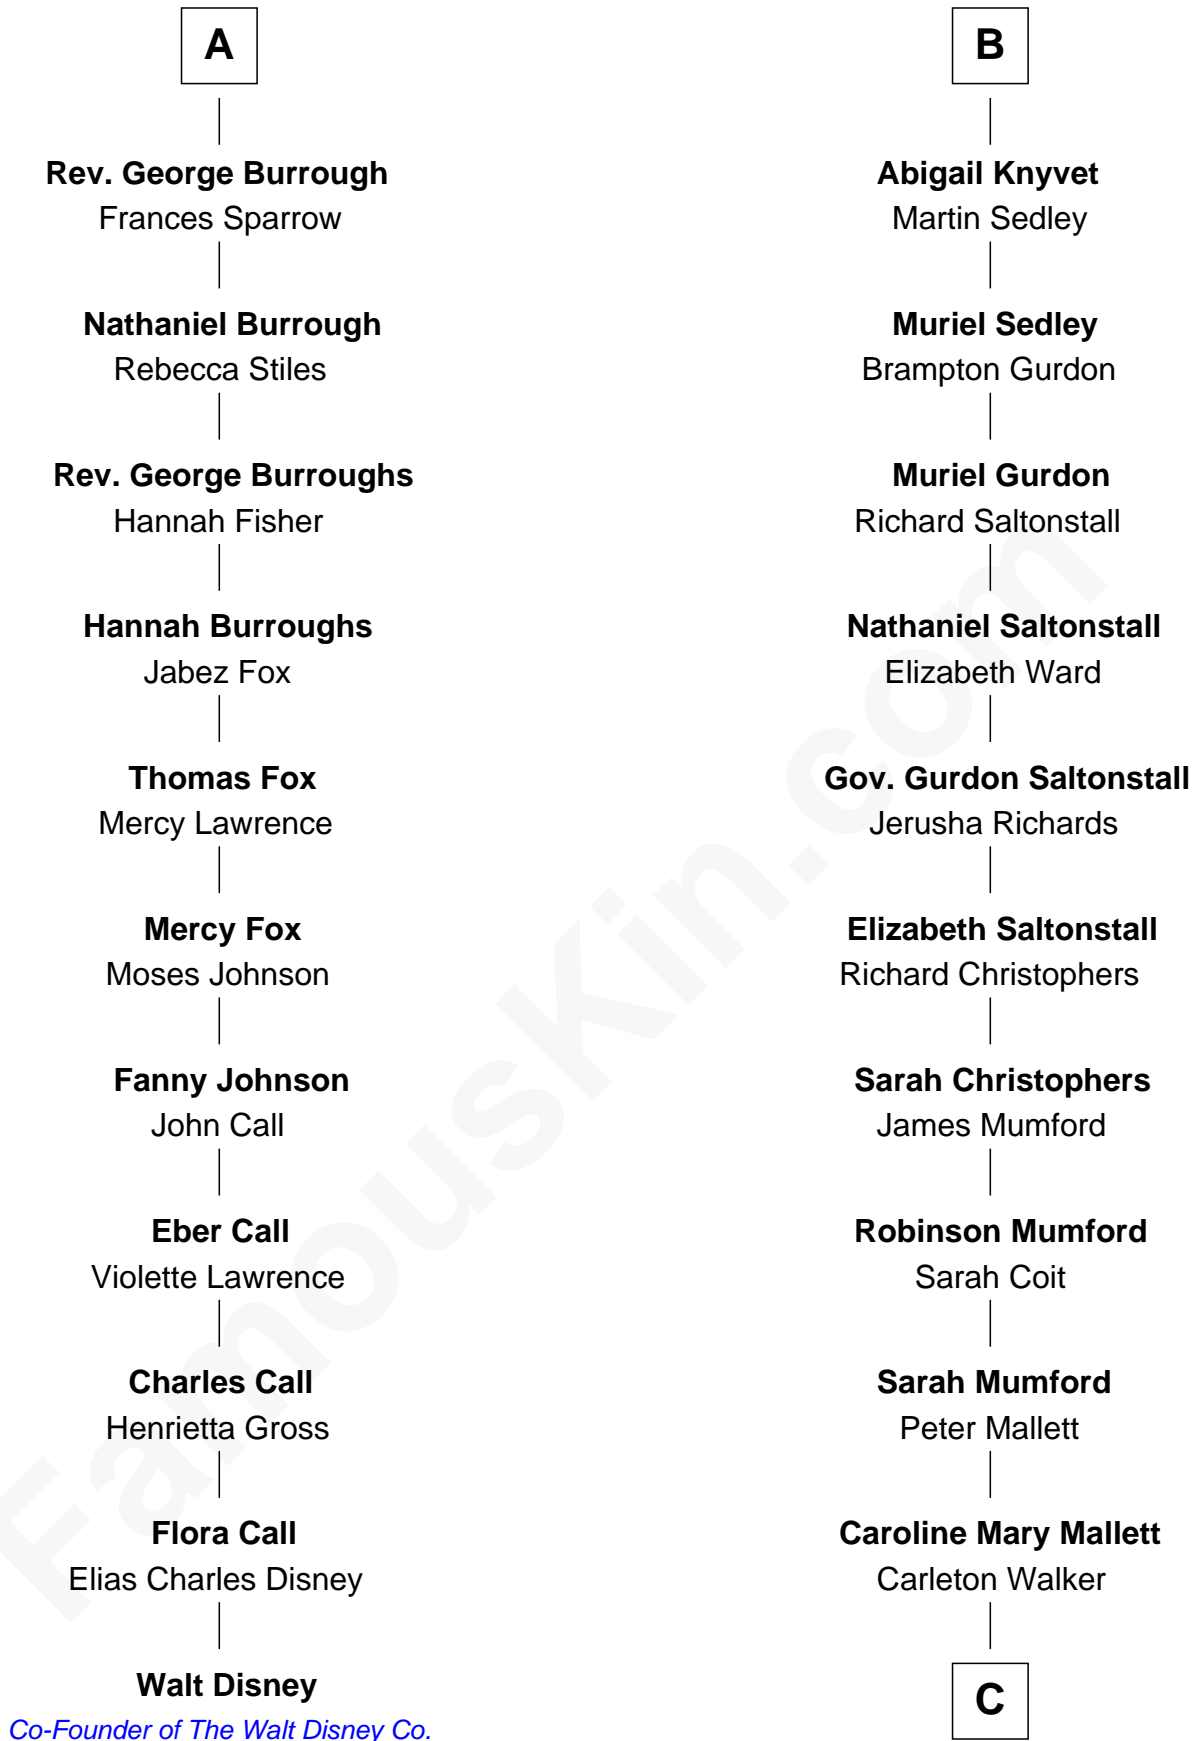 A
Rev. George Burrough
Frances Sparrow
Nathaniel Burrough
Rebecca Stiles
Rev. George Burroughs
Hannah Fisher
Hannah Burroughs
Jabez Fox
Thomas Fox
Mercy Lawrence
Mercy Fox
Moses Johnson
Fanny Johnson
John Call
Eber Call
Violette Lawrence
Charles Call
Henrietta Gross
Flora Call
Elias Charles Disney
Walt Disney
Co-Founder of The Walt Disney Co.
B
Abigail Knyvet
Martin Sedley
Muriel Sedley
Brampton Gurdon
Muriel Gurdon
Richard Saltonstall
Nathaniel Saltonstall
Elizabeth Ward
Gov. Gurdon Saltonstall
Jerusha Richards
Elizabeth Saltonstall
Richard Christophers
Sarah Christophers
James Mumford
Robinson Mumford
Sarah Coit
Sarah Mumford
Peter Mallett
Caroline Mary Mallett
Carleton Walker
C
FamousKin.com